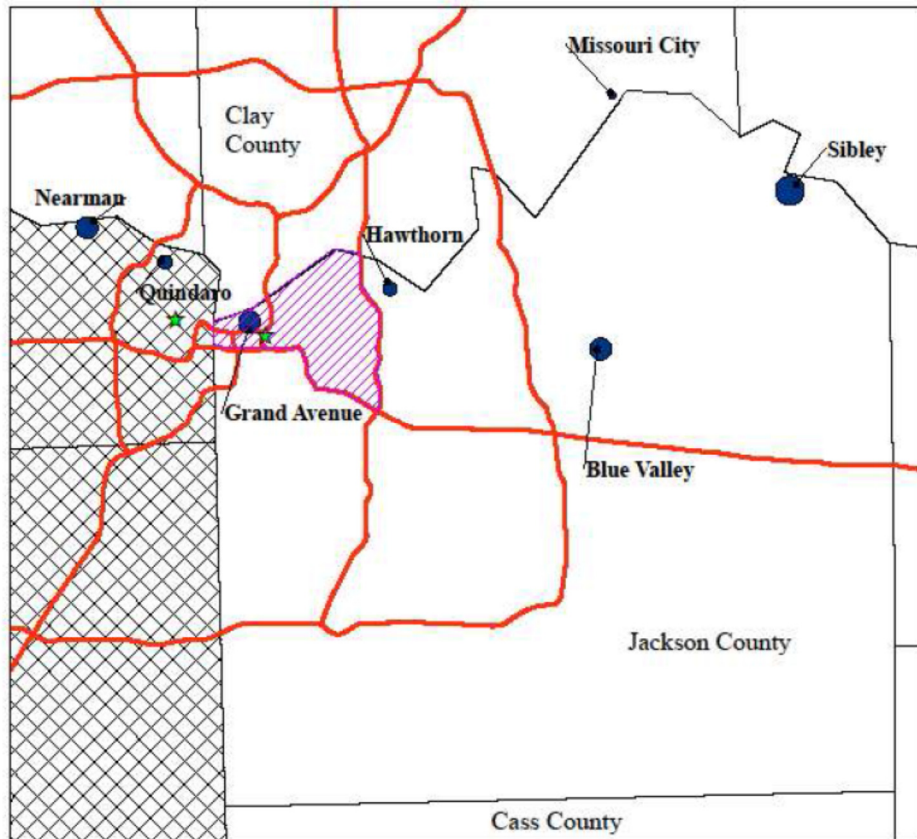 Missouri City
Clay
County
Sibley
Nearman
Hawthorn
Quindaro
Grand Avenue
Blue Valley
Jackson County
Cass County